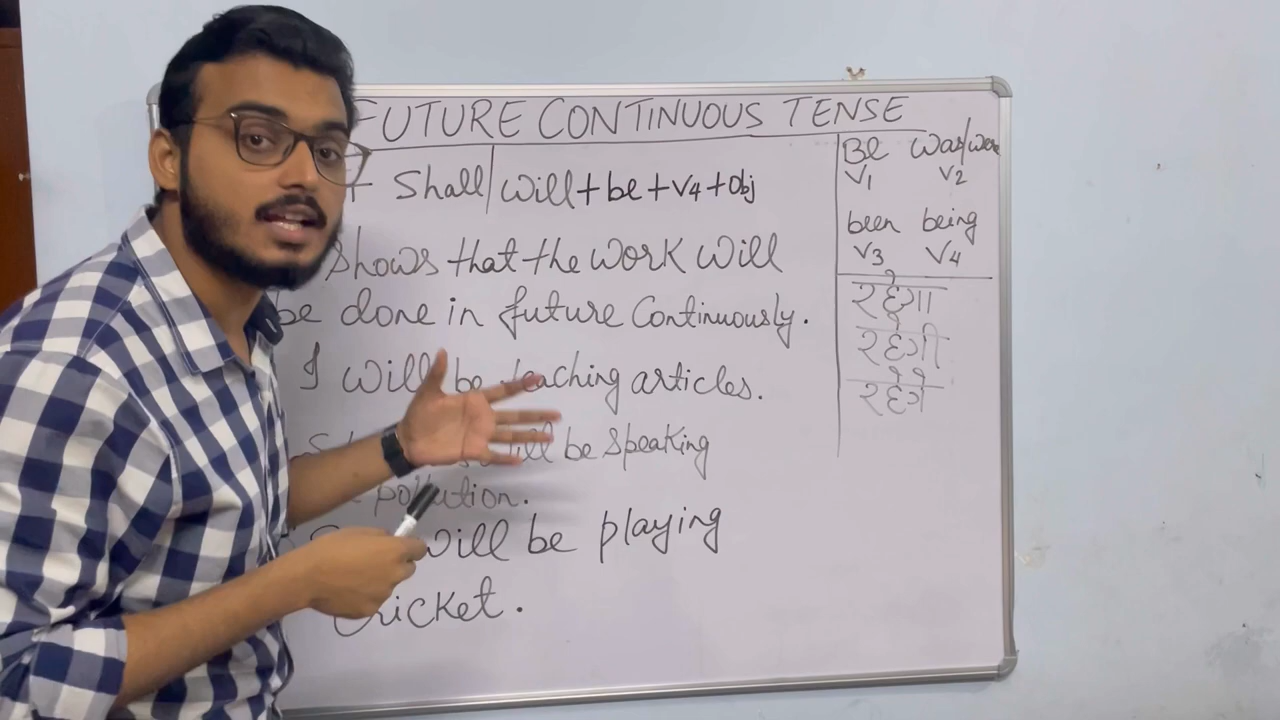 FUTURE CONTINUOUS TENSE
+ Shall/will+be+V4+Obj
Shows that the work will
be done in future Continuously.
I will be teaching articles.
will be speaking
pollution.
will be playing
Cricket.
Be was/were
V1 V2
been being
V3 V4
रहेगा
रहेगी
रहेंगे